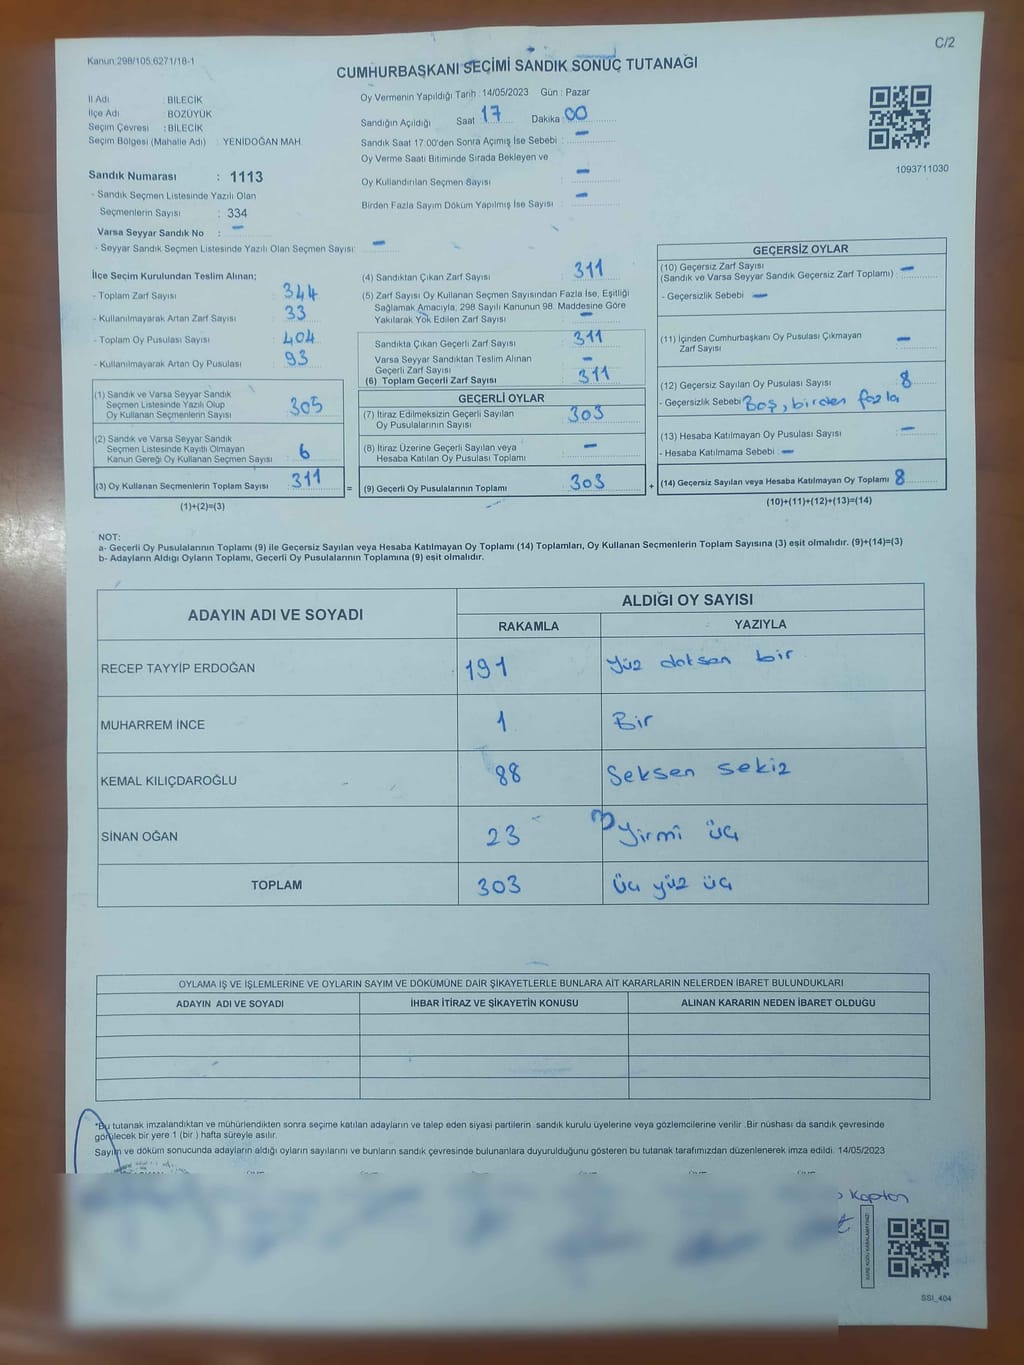 C/2
Kanun 298/105,6271/18-1
CUMHURBAŞKANI SEÇİMİ SANDIK SONUÇ TUTANAĞI
İl Adı : BİLECİK
İlçe Adı : BOZÜYÜK
Seçim Çevresi : BİLECİK
Seçim Bölgesi (Mahalle Adı) : YENİDOĞAN MAH.
Sandık Numarası : 1113
- Sandık Seçmen Listesinde Yazılı Olan
Seçmenlerin Sayısı : 334
Varsa Seyyar Sandık No : -
- Seyyar Sandık Seçmen Listesinde Yazılı Olan Seçmen Sayısı: -
Oy Vermenin Yapıldığı Tarih : 14/05/2023 Gün : Pazar
Sandığın Açıldığı Saat 17 Dakika 00
Sandık Saat 17:00'den Sonra Açılmış İse Sebebi : -
Oy Verme Saati Bitiminde Sırada Bekleyen ve
Oy Kullandırılan Seçmen Sayısı : -
Birden Fazla Sayım Döküm Yapılmış İse Sayısı : -
1093711030
İlçe Seçim Kurulundan Teslim Alınan;
- Toplam Zarf Sayısı : 344
- Kullanılmayarak Artan Zarf Sayısı : 33
- Toplam Oy Pusulası Sayısı : 404
- Kullanılmayarak Artan Oy Pusulası : 93
(1) Sandık ve Varsa Seyyar Sandık
Seçmen Listesinde Yazılı Olup
Oy Kullanan Seçmenlerin Sayısı : 305
(2) Sandık ve Varsa Seyyar Sandık
Seçmen Listesinde Kayıtlı Olmayan
Kanun Gereği Oy Kullanan Seçmen Sayısı : 6
(3) Oy Kullanan Seçmenlerin Toplam Sayısı : 311
(1)+(2)=(3)
(4) Sandıktan Çıkan Zarf Sayısı : 311
(5) Zarf Sayısı Oy Kullanan Seçmen Sayısından Fazla İse, Eşitliği
Sağlamak Amacıyla, 298 Sayılı Kanunun 98. Maddesine Göre
Yakılarak Yok Edilen Zarf Sayısı : -
Sandıkta Çıkan Geçerli Zarf Sayısı : 311
Varsa Seyyar Sandıktan Teslim Alınan
Geçerli Zarf Sayısı : -
(6) Toplam Geçerli Zarf Sayısı : 311
=
GEÇERLİ OYLAR
(7) İtiraz Edilmeksizin Geçerli Sayılan
Oy Pusulalarının Sayısı : 303
(8) İtiraz Üzerine Geçerli Sayılan veya
Hesaba Katılan Oy Pusulası Toplamı : -
(9) Geçerli Oy Pusulalarının Toplamı : 303
+
GEÇERSİZ OYLAR
(10) Geçersiz Zarf Sayısı
(Sandık ve Varsa Seyyar Sandık Geçersiz Zarf Toplamı) : -
- Geçersizlik Sebebi : -
(11) İçinden Cumhurbaşkanı Oy Pusulası Çıkmayan
Zarf Sayısı : -
(12) Geçersiz Sayılan Oy Pusulası Sayısı : 8
- Geçersizlik Sebebi : Boş, birden fazla
(13) Hesaba Katılmayan Oy Pusulası Sayısı : -
- Hesaba Katılmama Sebebi : -
(14) Geçersiz Sayılan veya Hesaba Katılmayan Oy Toplamı : 8
(10)+(11)+(12)+(13)=(14)
NOT:
a- Geçerli Oy Pusulalarının Toplamı (9) ile Geçersiz Sayılan veya Hesaba Katılmayan Oy Toplamı (14) Toplamları, Oy Kullanan Seçmenlerin Toplam Sayısına (3) eşit olmalıdır. (9)+(14)=(3)
b- Adayların Aldığı Oyların Toplamı, Geçerli Oy Pusulalarının Toplamına (9) eşit olmalıdır.
ADAYIN ADI VE SOYADI
ALDIĞI OY SAYISI
RAKAMLA YAZIYLA
RECEP TAYYİP ERDOĞAN 191 yüz doksan bir
MUHARREM İNCE 1 Bir
KEMAL KILIÇDAROĞLU 88 Seksen sekiz
SİNAN OĞAN 23 Yirmi üç
TOPLAM 303 üç yüz üç
OYLAMA İŞ VE İŞLEMLERİNE VE OYLARIN SAYIM VE DÖKÜMÜNE DAİR ŞİKAYETLERLE BUNLARA AİT KARARLARIN NELERDEN İBARET BULUNDUKLARI
ADAYIN ADI VE SOYADI İHBAR İTİRAZ VE ŞİKAYETİN KONUSU ALINAN KARARIN NEDEN İBARET OLDUĞU
*Bu tutanak imzalandıktan ve mühürlendikten sonra seçime katılan adayların ve talep eden siyasi partilerin sandık kurulu üyelerine veya gözlemcilerine verilir. Bir nüshası da sandık çevresinde
görülecek bir yere 1 (bir) hafta süreyle asılır.
Sayım ve döküm sonucunda adayların aldığı oyların sayılarını ve bunların sandık çevresinde bulunanlara duyurulduğunu gösteren bu tutanak tarafımızdan düzenlenerek imza edildi. 14/05/2023
Kaptan
KARE KODU KARALAMAYINIZ!
SSI_404